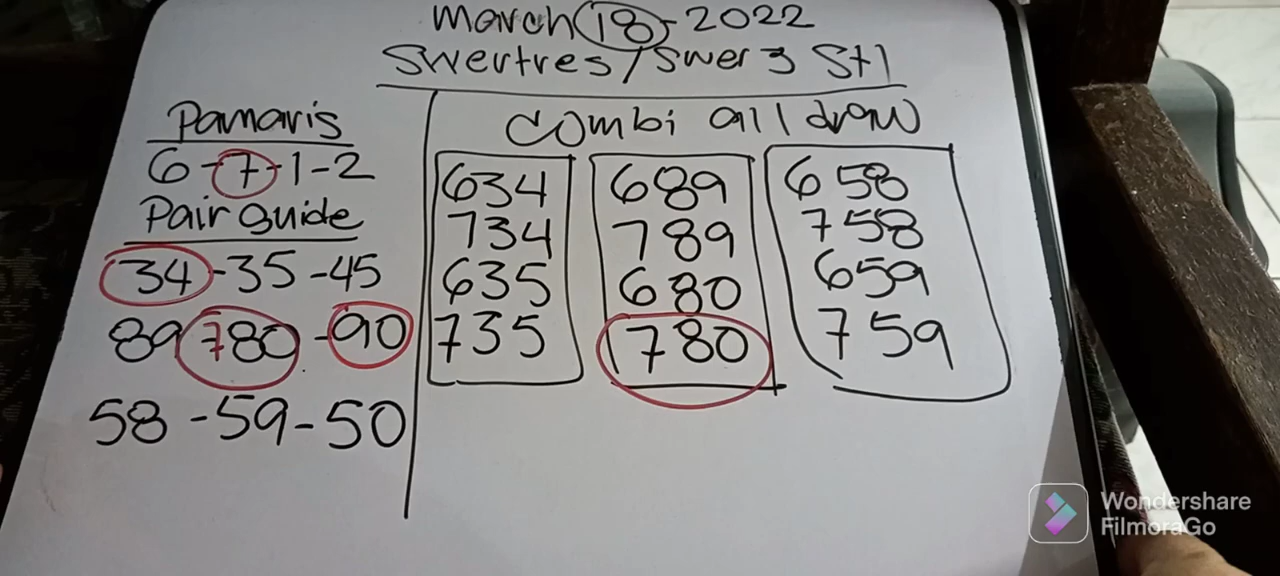 March 18-2022
Swertres/Swer 3 Stl
Pamaris
6-7-1-2
Pair Guide
34-35-45
89 780-90
58-59-50
Combi all draw
634
734
635
735
689
789
680
780
658
758
659
759
Wondershare
FilmoraGo